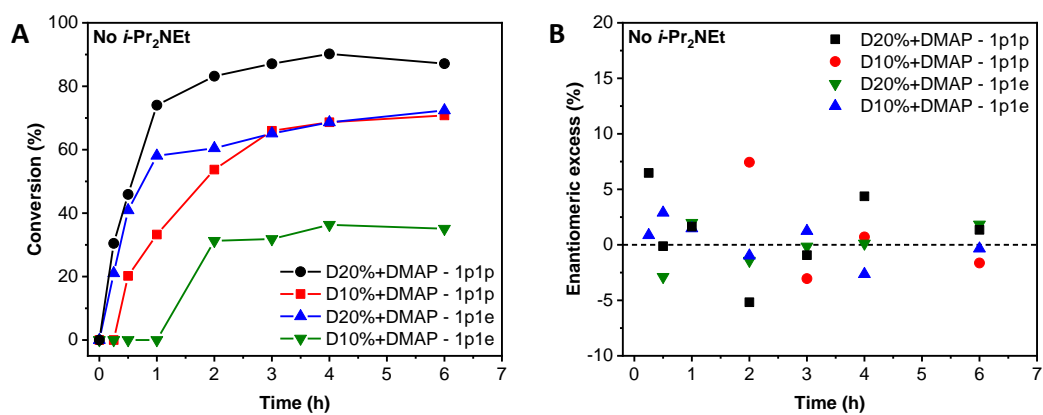 A
No i-Pr₂NEt
100
80
60
40
20
0
Conversion (%)
D20%+DMAP - 1p1p
D10%+DMAP - 1p1p
D20%+DMAP - 1p1e
D10%+DMAP - 1p1e
0 1 2 3 4 5 6 7
Time (h)
B
No i-Pr₂NEt
20
15
10
5
0
-5
-10
Enantiomeric excess (%)
D20%+DMAP - 1p1p
D10%+DMAP - 1p1p
D20%+DMAP - 1p1e
D10%+DMAP - 1p1e
0 1 2 3 4 5 6 7
Time (h)